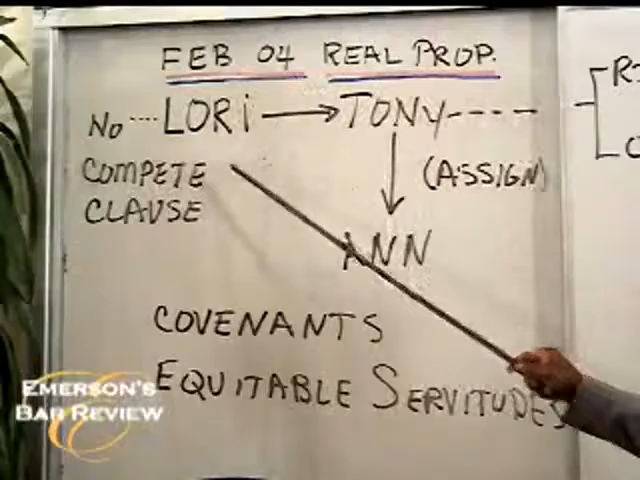 FEB 04 REAL PROP.
No ···· LORi → TONY - - - - -
COMPETE
CLAUSE
(ASSIGN)
ANN
COVENANTS
EQUITABLE SERVITUDES
EMERSON'S
BAR REVIEW